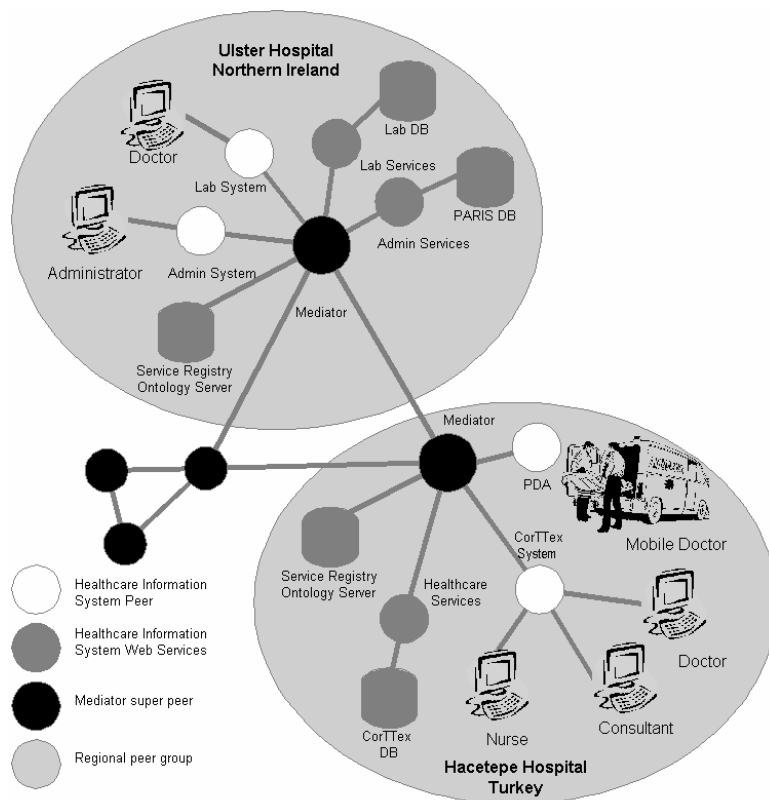 Ulster Hospital
Northern Ireland
Lab DB
Doctor
Lab Services
Lab System
PARIS DB
Admin Services
Administrator
Admin System
Mediator
Service Registry
Ontology Server
Mediator
PDA
CorTTex
System
Mobile Doctor
Service Registry
Ontology Server
Healthcare
Services
Healthcare Information
System Peer
Healthcare Information
System Web Services
Doctor
Mediator super peer
Nurse
Consultant
CorTTex
DB
Regional peer group
Hacetepe Hospital
Turkey